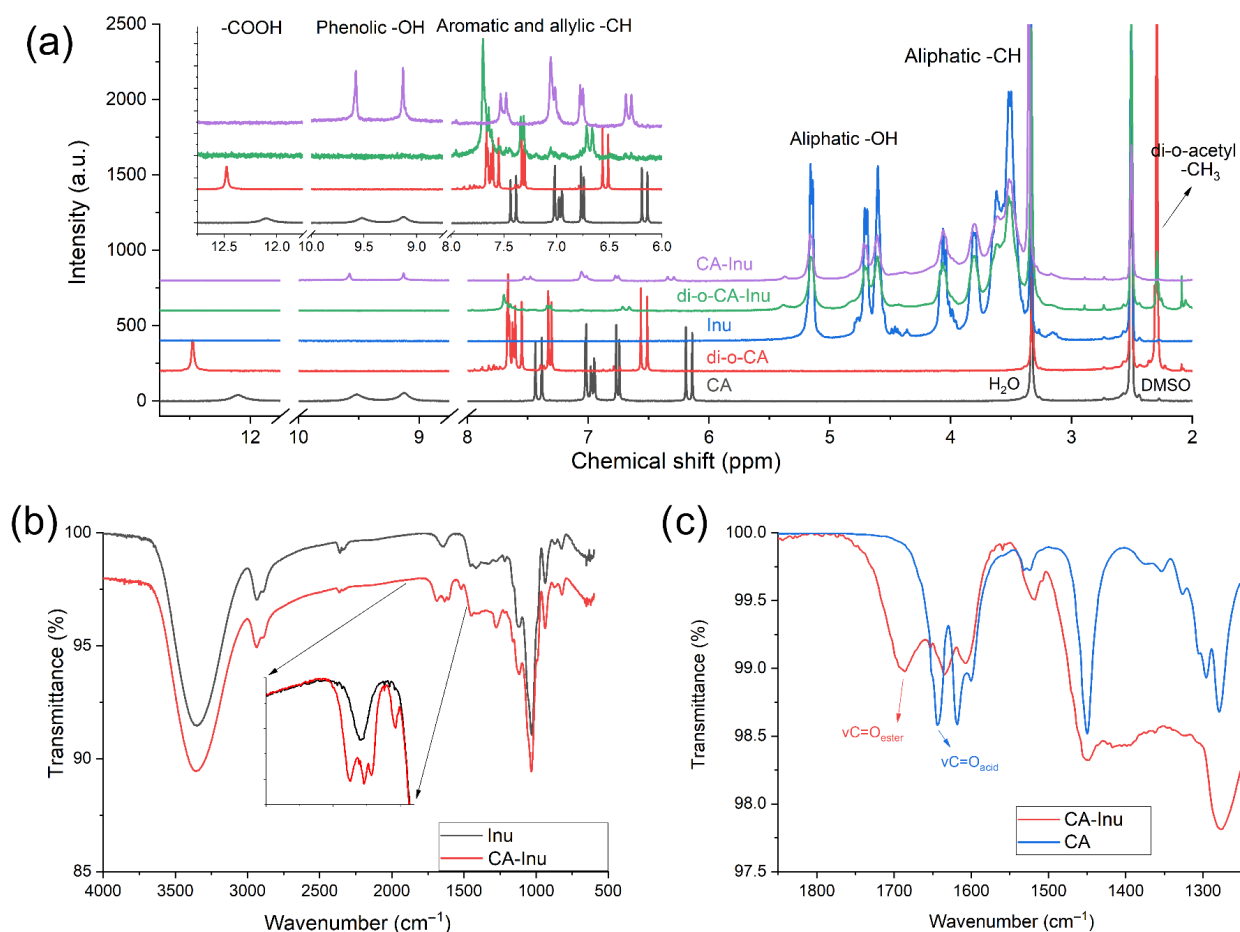 (a)
-COOH
Phenolic -OH
Aromatic and allylic -CH
2500
2000
1500
1000
500
0
Intensity (a.u.)
12.5
12.0
10.0
9.5
9.0
8.0
7.5
7.0
6.5
6.0
Aliphatic -CH
Aliphatic -OH
di-o-acetyl
-CH₃
CA-Inu
di-o-CA-Inu
Inu
di-o-CA
CA
H₂O
DMSO
12
10
9
8
7
6
5
4
3
2
Chemical shift (ppm)
(b)
100
95
90
85
Transmittance (%)
Inu
CA-Inu
4000
3500
3000
2500
2000
1500
1000
500
Wavenumber (cm⁻¹)
(c)
100.0
99.5
99.0
98.5
98.0
97.5
Transmittance (%)
vC=Oester
vC=Oacid
CA-Inu
CA
1800
1700
1600
1500
1400
1300
Wavenumber (cm⁻¹)